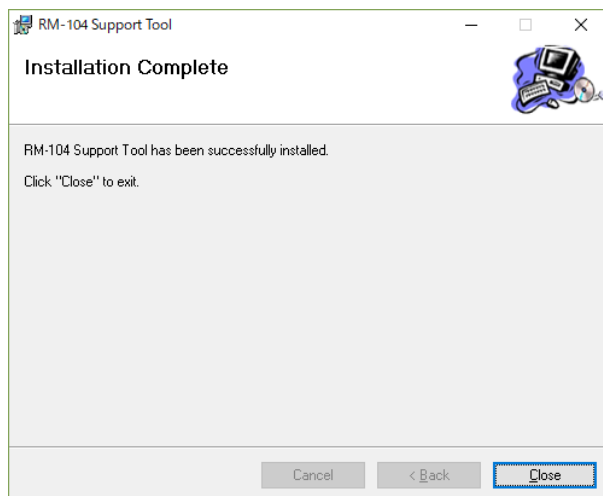 RM-104 Support Tool
Installation Complete
RM-104 Support Tool has been successfully installed.
Click "Close" to exit.
Cancel
< Back
Close